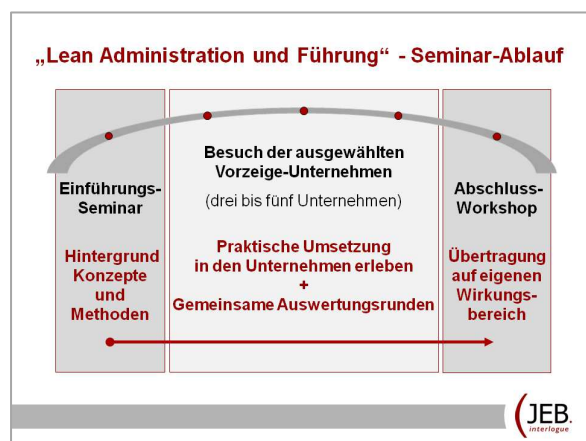 „Lean Administration und Führung“ - Seminar-Ablauf
Einführungs-
Seminar
Hintergrund
Konzepte
und
Methoden
Besuch der ausgewählten
Vorzeige-Unternehmen
(drei bis fünf Unternehmen)
Praktische Umsetzung
in den Unternehmen erleben
+
Gemeinsame Auswertungsrunden
Abschluss-
Workshop
Übertragung
auf eigenen
Wirkungs-
bereich
JEB.
interlogue